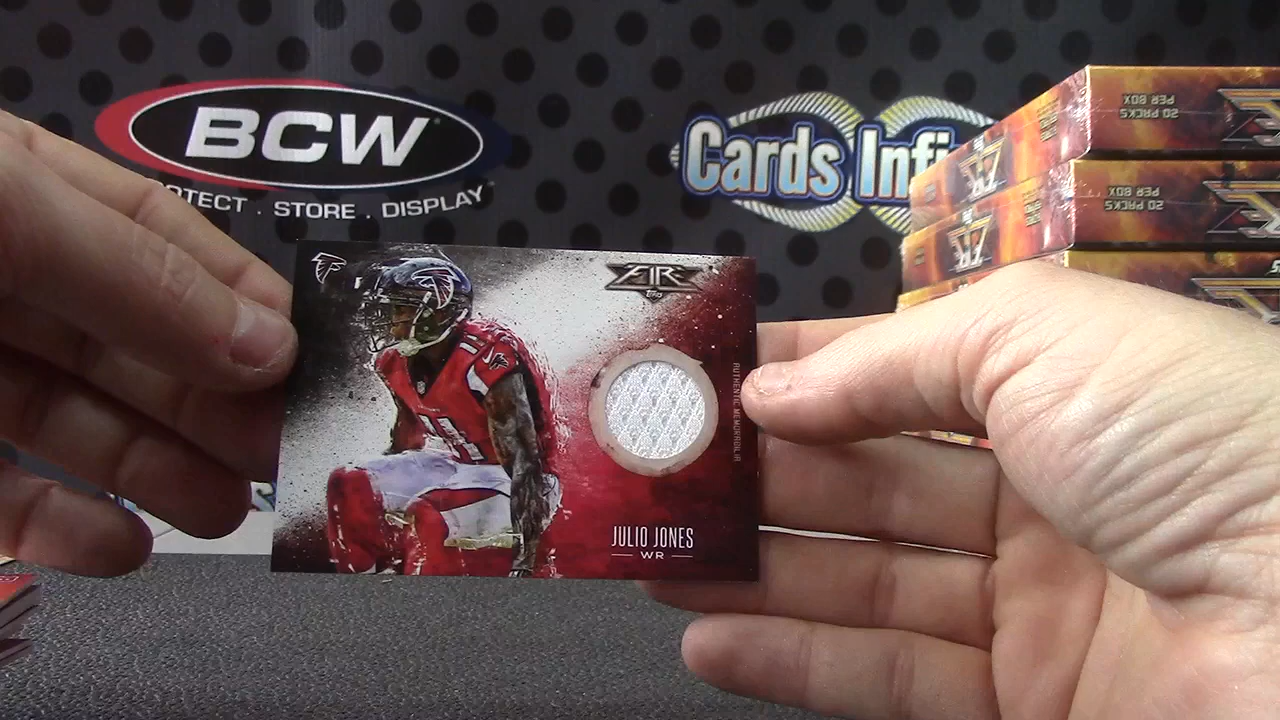 BCW
PROTECT . STORE . DISPLAY
Cards Infi
20 PACKS
PER BOX
20 PACKS
PER BOX
FIRE
Topps
11
AUTHENTIC MEMORABILIA
JULIO JONES
WR